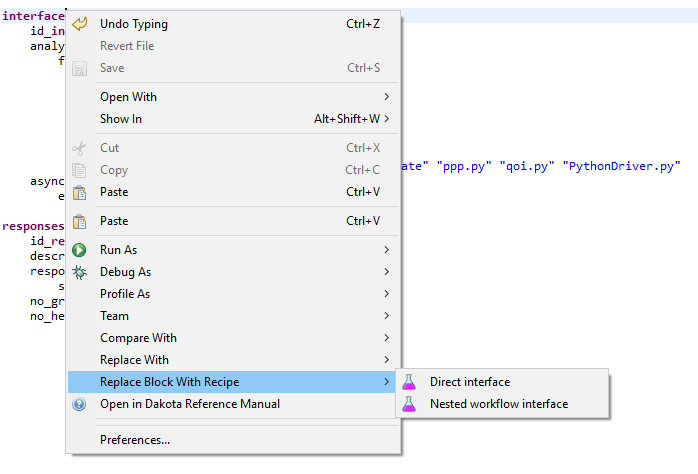 interface
id_in
analy
f
ate" "ppp.py" "qoi.py" "PythonDriver.py"
async
e
responses
id_re
descr
respo
s
no_gr
no_he
Undo Typing Ctrl+Z
Revert File
Save Ctrl+S
Open With >
Show In Alt+Shift+W >
Cut Ctrl+X
Copy Ctrl+C
Paste Ctrl+V
Paste Ctrl+V
Run As >
Debug As >
Profile As >
Team >
Compare With >
Replace With >
Replace Block With Recipe >
Open in Dakota Reference Manual
Preferences...
Direct interface
Nested workflow interface